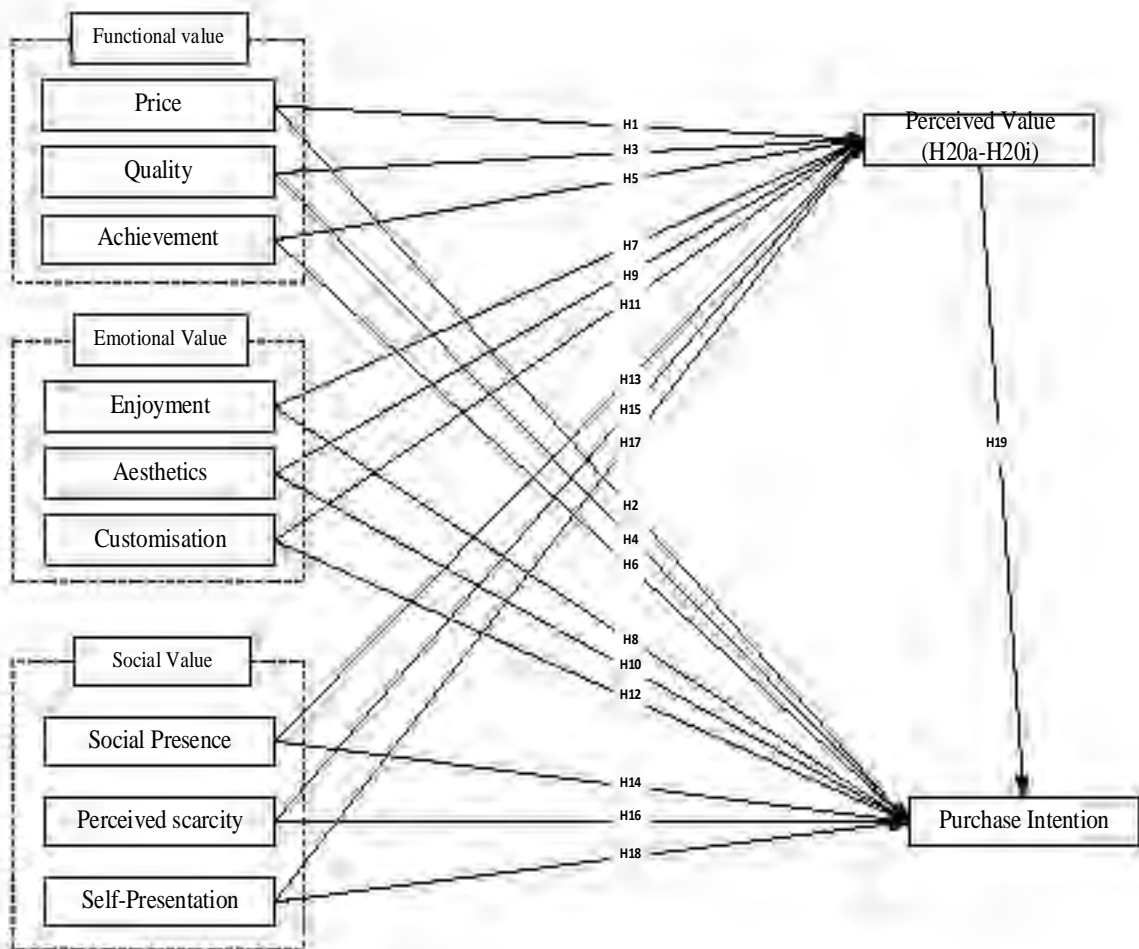 Functional value
Price
Quality
Achievement
Emotional Value
Enjoyment
Aesthetics
Customisation
Social Value
Social Presence
Perceived scarcity
Self-Presentation
H1
H3
H5
H7
H9
H11
H13
H15
H17
H2
H4
H6
H8
H10
H12
H14
H16
H18
Perceived Value
(H20a-H20i)
H19
Purchase Intention